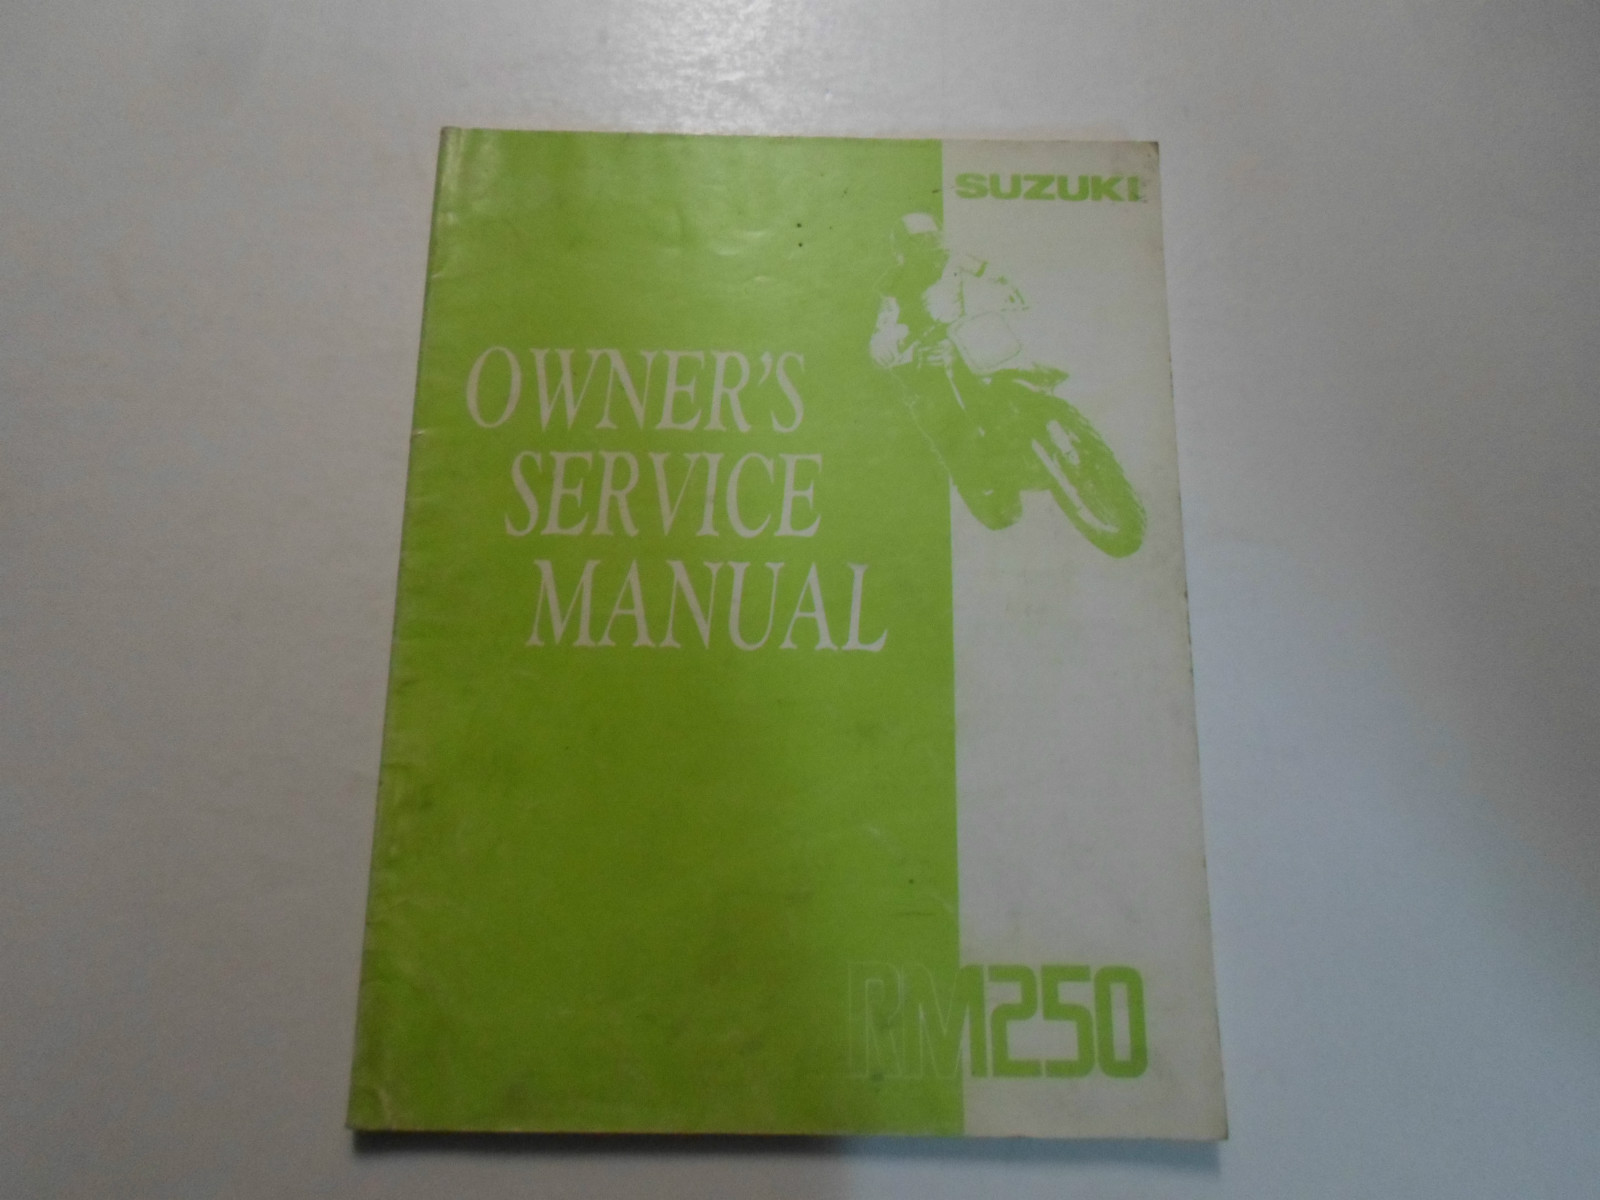 SUZUKI
OWNER'S
SERVICE
MANUAL
RM250